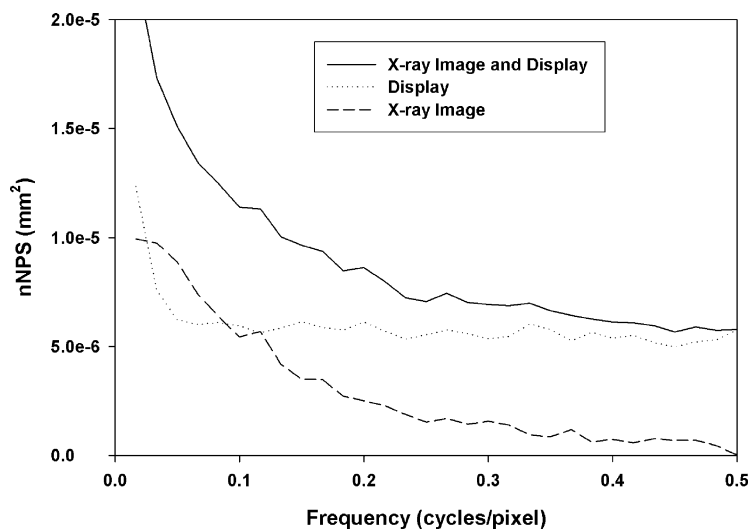 2.0e-5
X-ray Image and Display
Display
X-ray Image
1.5e-5
nNPS (mm²)
1.0e-5
5.0e-6
0.0
0.0 0.1 0.2 0.3 0.4 0.5
Frequency (cycles/pixel)